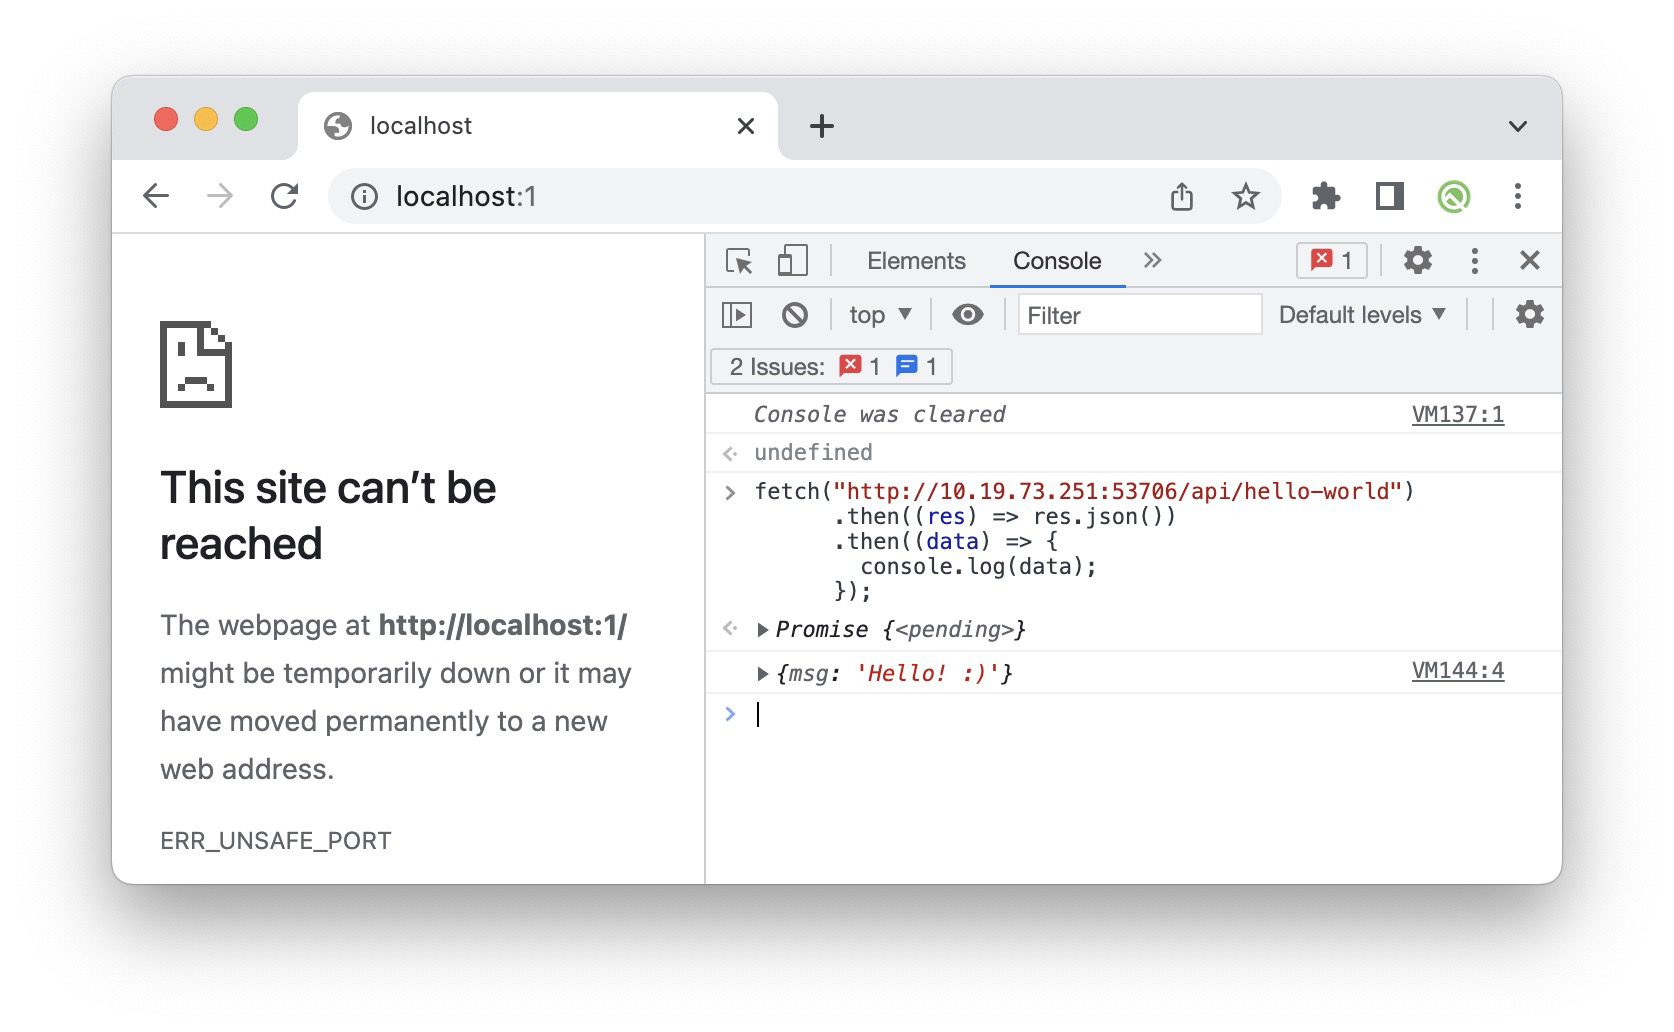 localhost
localhost:1
This site can’t be
reached
The webpage at http://localhost:1/
might be temporarily down or it may
have moved permanently to a new
web address.
ERR_UNSAFE_PORT
Elements Console 1
top Filter Default levels
2 Issues: 1 1
Console was cleared VM137:1
undefined
fetch("http://10.19.73.251:53706/api/hello-world")
.then((res) => res.json())
.then((data) => {
console.log(data);
});
Promise {<pending>}
{msg: 'Hello! :)'} VM144:4